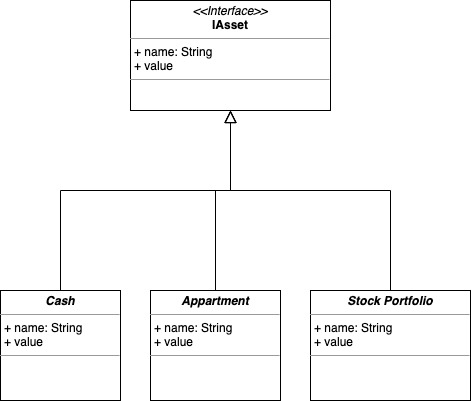 <<Interface>>
IAsset
+ name: String
+ value
Cash
+ name: String
+ value
Appartment
+ name: String
+ value
Stock Portfolio
+ name: String
+ value